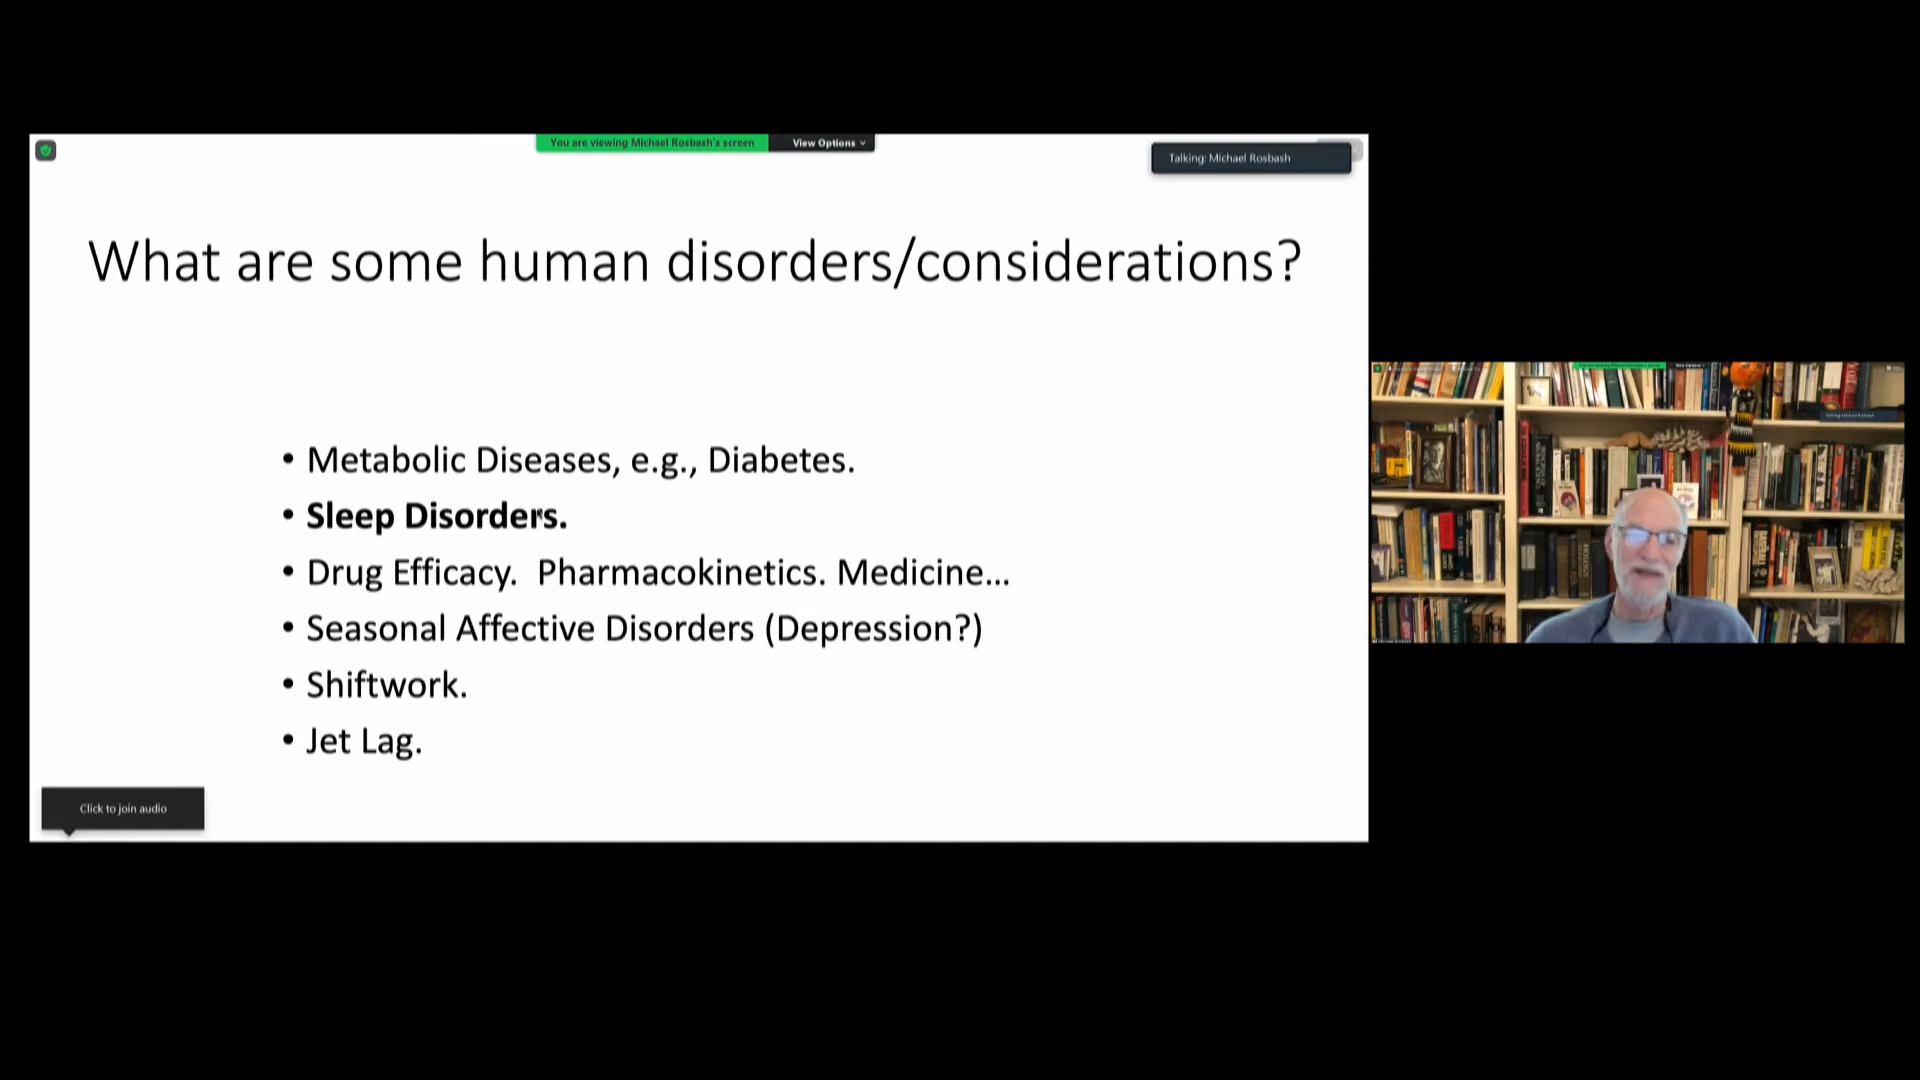 You are viewing Michael Rosbash's screen
View Options
Talking: Michael Rosbash
What are some human disorders/considerations?
• Metabolic Diseases, e.g., Diabetes.
• Sleep Disorders.
• Drug Efficacy. Pharmacokinetics. Medicine...
• Seasonal Affective Disorders (Depression?)
• Shiftwork.
• Jet Lag.
Click to join audio